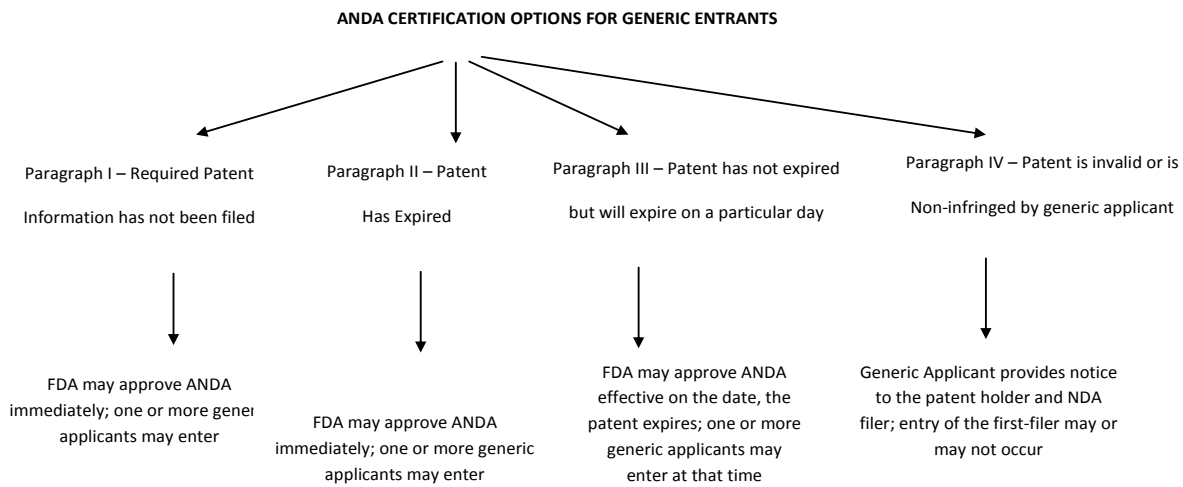 ANDA CERTIFICATION OPTIONS FOR GENERIC ENTRANTS
Paragraph I – Required Patent
Information has not been filed
Paragraph II – Patent
Has Expired
Paragraph III – Patent has not expired
but will expire on a particular day
Paragraph IV – Patent is invalid or is
Non-infringed by generic applicant
FDA may approve ANDA
immediately; one or more gener
applicants may enter
FDA may approve ANDA
immediately; one or more generic
applicants may enter
FDA may approve ANDA
effective on the date, the
patent expires; one or more
generic applicants may
enter at that time
Generic Applicant provides notice
to the patent holder and NDA
filer; entry of the first-filer may or
may not occur